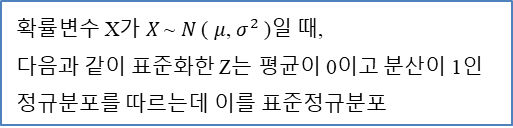 확률변수 X가 X ~ N ( μ, σ² )일 때,
다음과 같이 표준화한 Z는 평균이 0이고 분산이 1인
정규분포를 따르는데 이를 표준정규분포